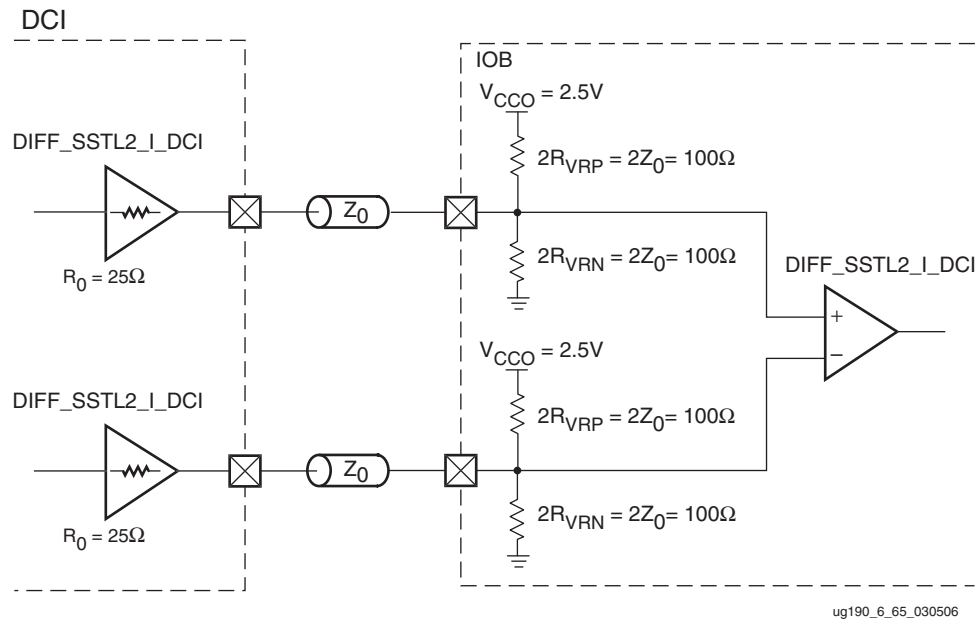 DCI
IOB
V_CCO = 2.5V
DIFF_SSTL2_I_DCI
2R_VRP = 2Z_0= 100Ω
Z_0
R_0 = 25Ω
2R_VRN = 2Z_0= 100Ω
DIFF_SSTL2_I_DCI
+
−
V_CCO = 2.5V
DIFF_SSTL2_I_DCI
2R_VRP = 2Z_0= 100Ω
Z_0
R_0 = 25Ω
2R_VRN = 2Z_0= 100Ω
ug190_6_65_030506